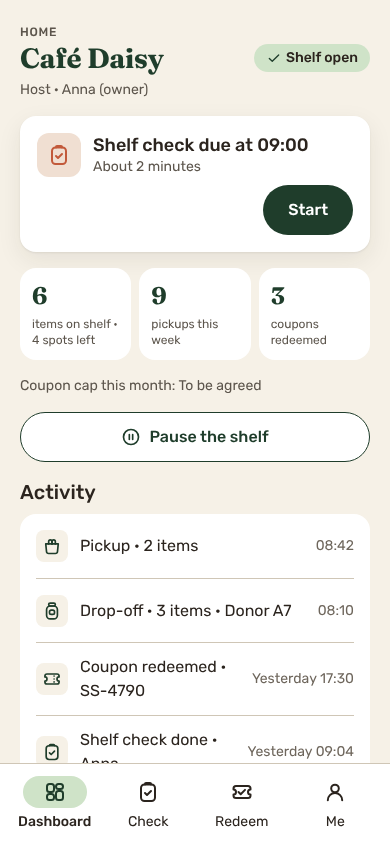 HOME
Café Daisy
Shelf open
Host • Anna (owner)
Shelf check due at 09:00
About 2 minutes
Start
6
items on shelf •
4 spots left
9
pickups this
week
3
coupons
redeemed
Coupon cap this month: To be agreed
Pause the shelf
Activity
Pickup • 2 items
08:42
Drop-off • 3 items • Donor A7
08:10
Coupon redeemed •
SS-4790
Yesterday 17:30
Shelf check done •
Anna
Yesterday 09:04
Dashboard
Check
Redeem
Me